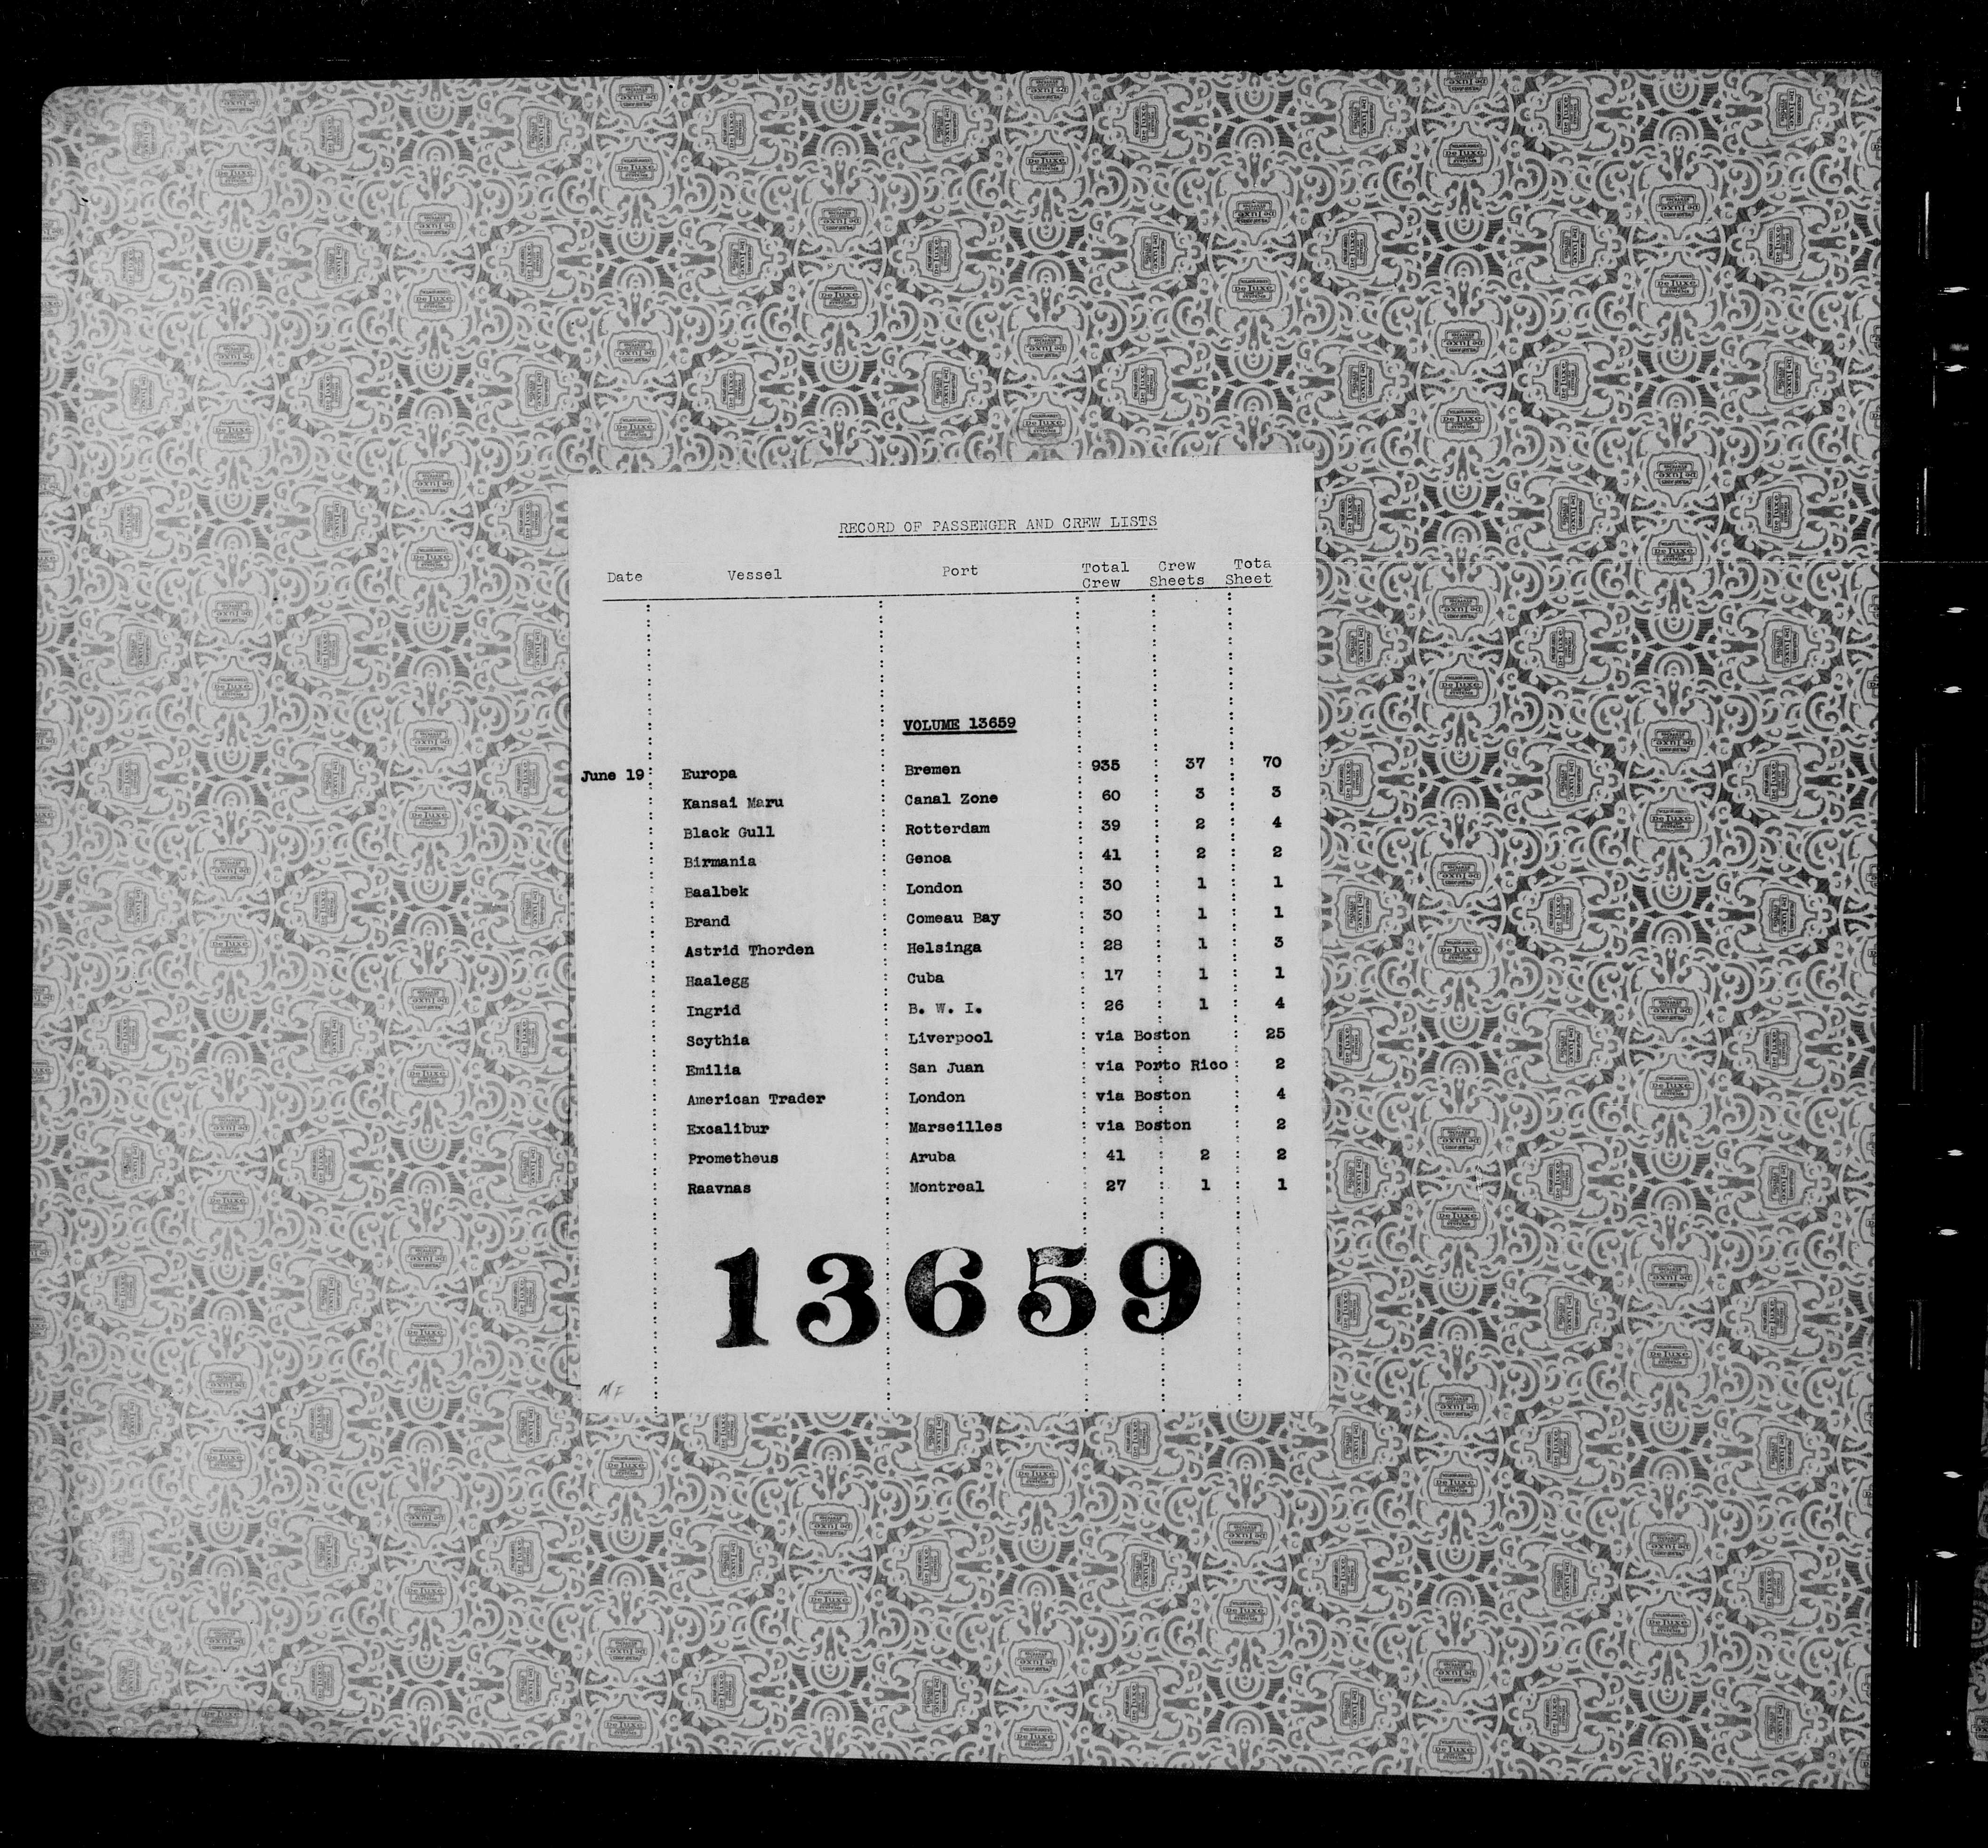 RECORD OF PASSENGER AND CREW LISTS
Date Vessel Port Total Crew Crew Sheets Tota Sheet
VOLUME 13659
June 19 Europa Bremen 935 37 70
Kansai Maru Canal Zone 60 3 3
Black Gull Rotterdam 39 2 4
Birmania Genoa 41 2 2
Baalbek London 30 1 1
Brand Comeau Bay 30 1 1
Astrid Thorden Helsinga 28 1 3
Haalegg Cuba 17 1 1
Ingrid B. W. I. 26 1 4
Scythia Liverpool via Boston 25
Emilia San Juan via Porto Rico 2
American Trader London via Boston 4
Excalibur Marseilles via Boston 2
Prometheus Aruba 41 2 2
Raavnas Montreal 27 1 1
13659
De Luxe